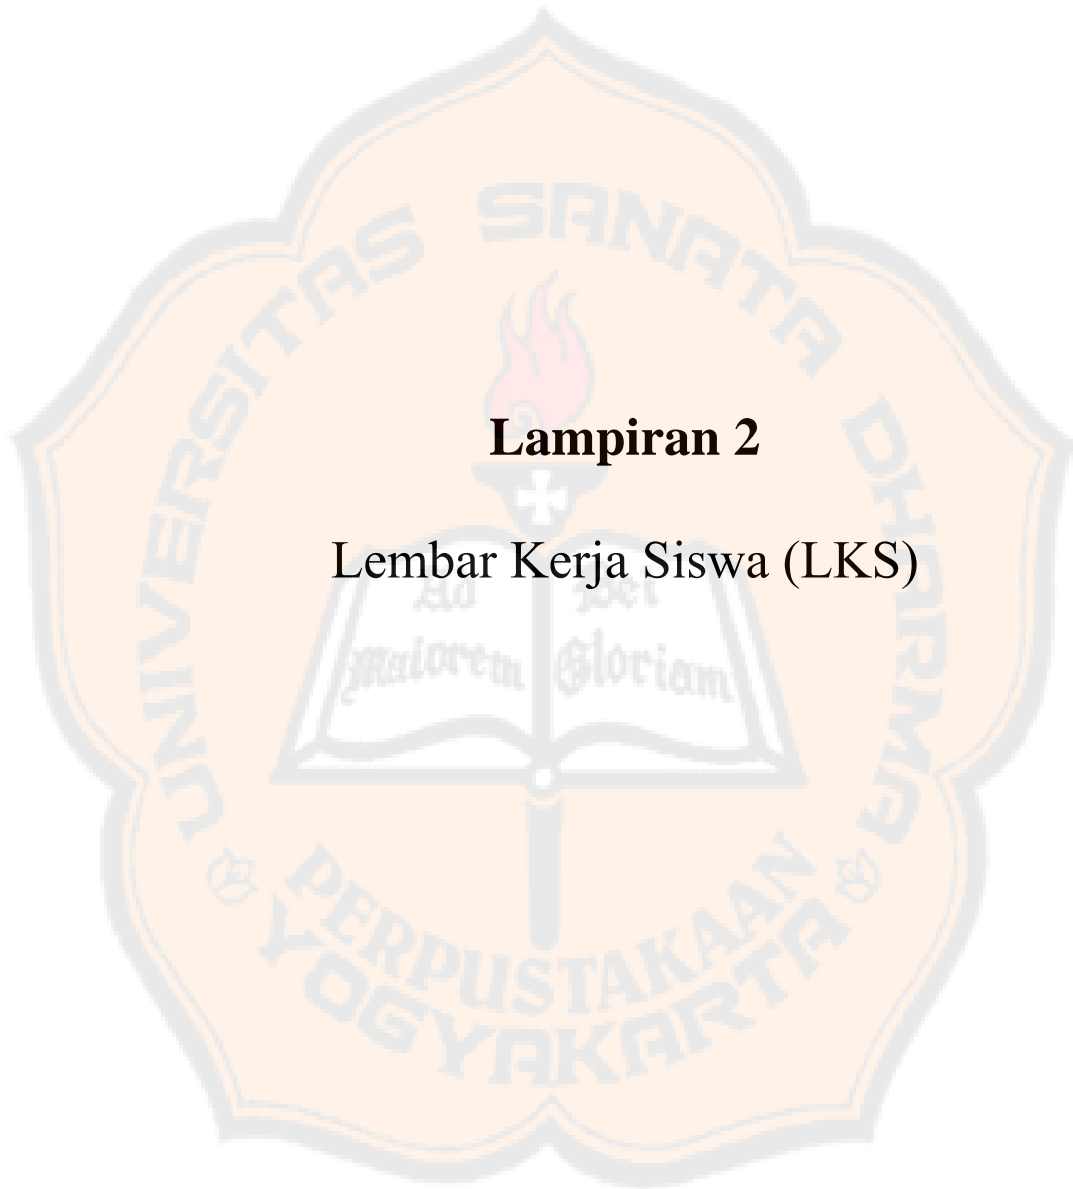 UNIVERSITAS SANATA DHARMA
Lampiran 2
Lembar Kerja Siswa (LKS)
Ad Dei
Maiorem Gloriam
PERPUSTAKAAN
YOGYAKARTA